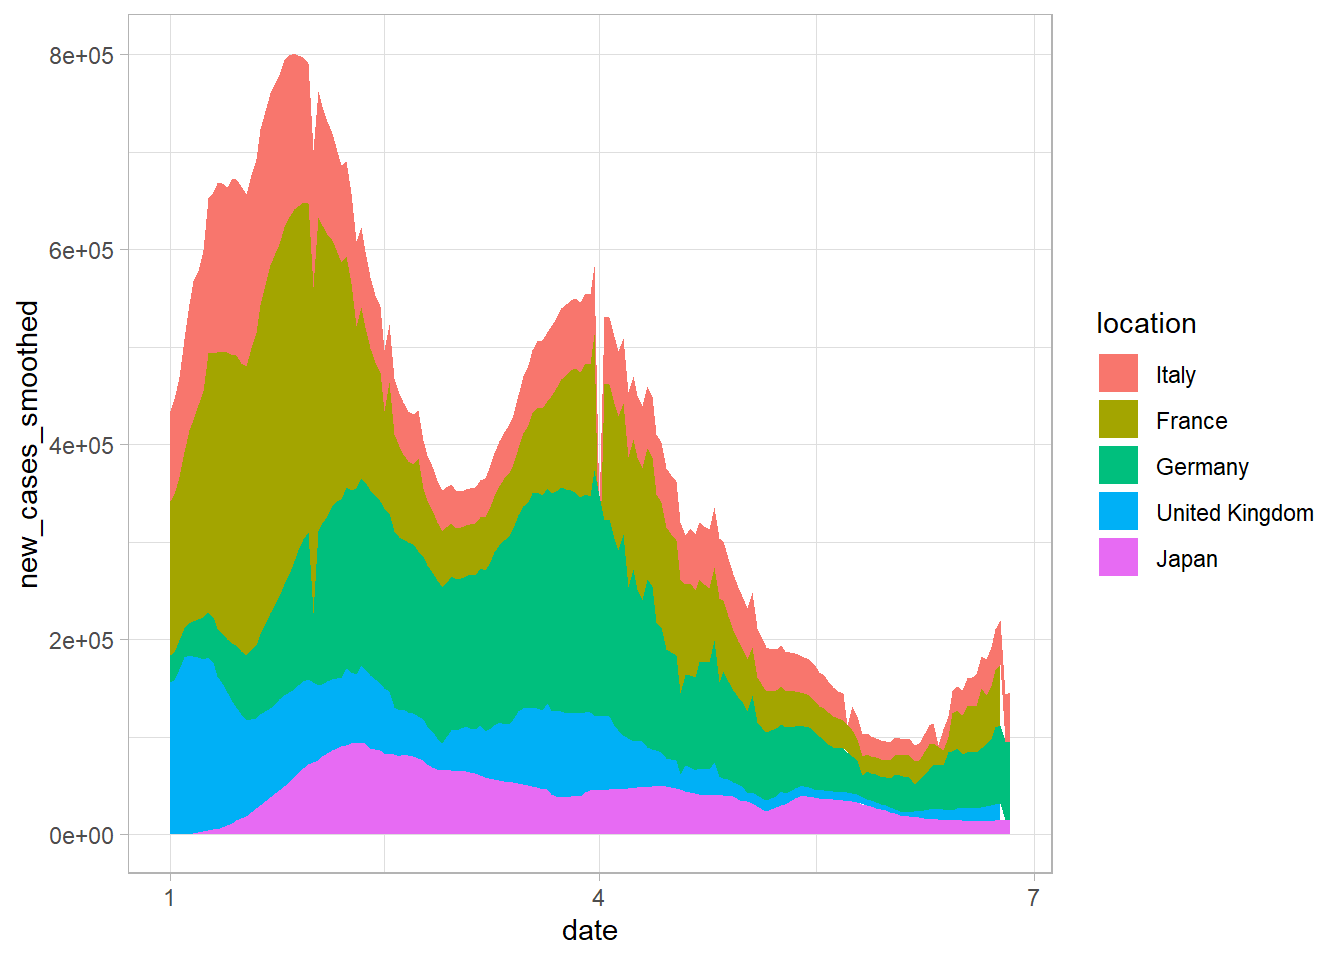 new_cases_smoothed
8e+05
6e+05
4e+05
2e+05
0e+00
1
4
7
date
location
Italy
France
Germany
United Kingdom
Japan